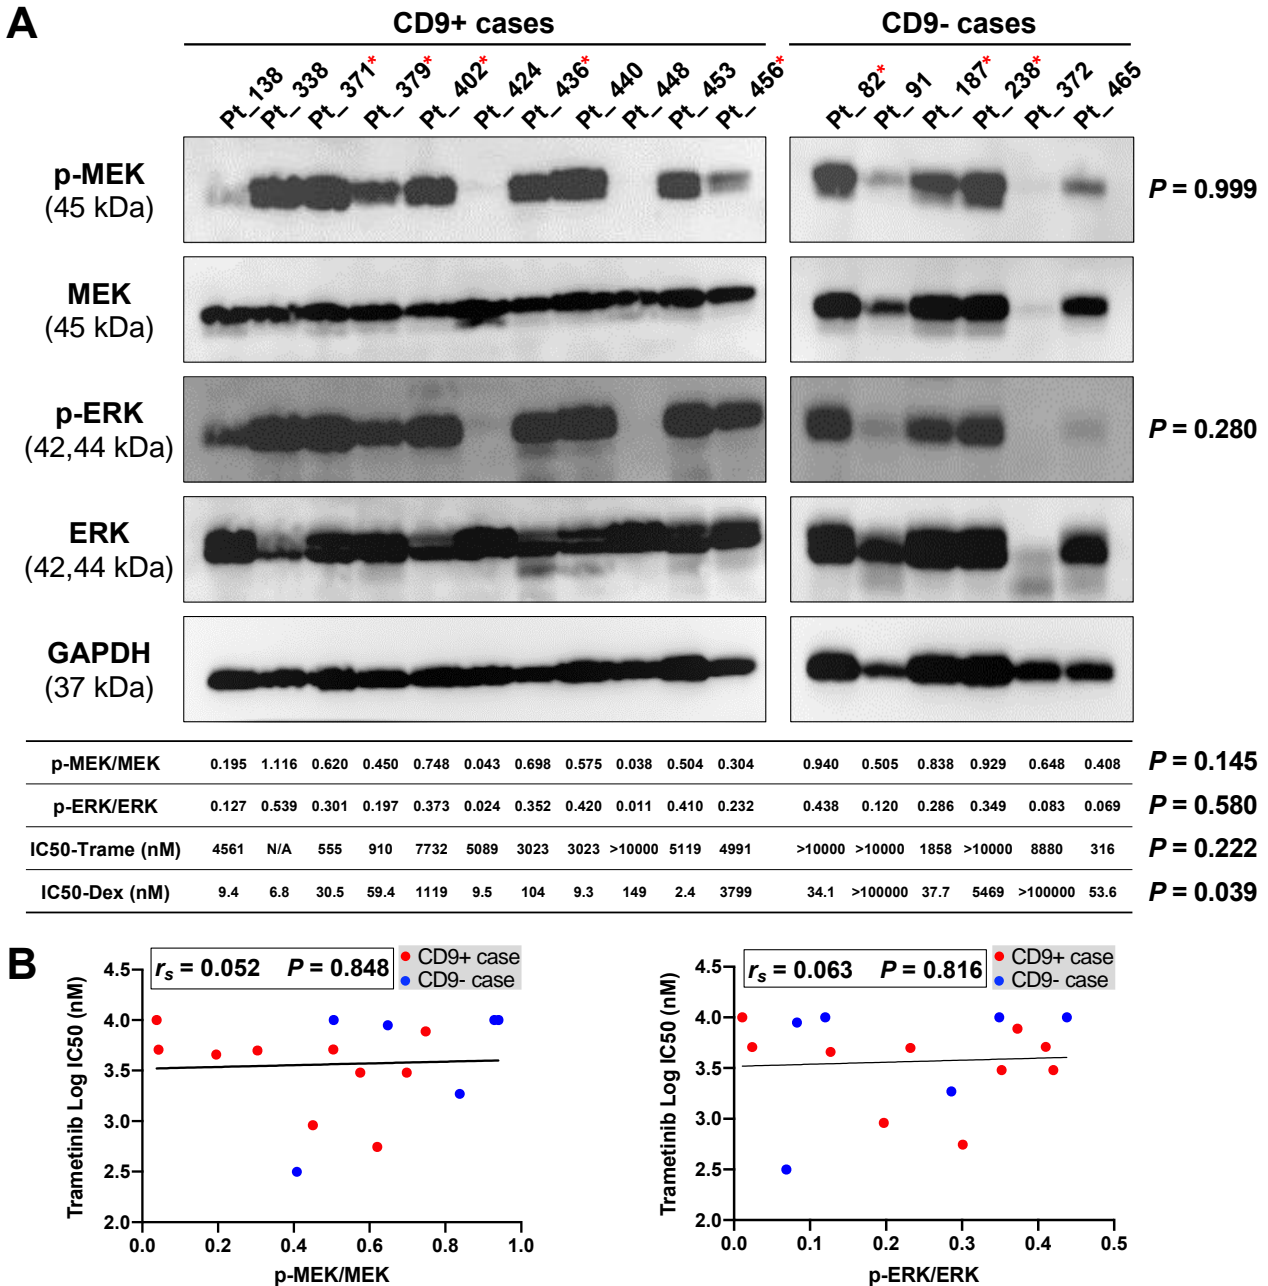 A
CD9+ cases
CD9- cases
Pt_138 Pt_338 Pt_371* Pt_379* Pt_402* Pt_424 Pt_436* Pt_440 Pt_448 Pt_453 Pt_456* Pt_82* Pt_91 Pt_187* Pt_238* Pt_372 Pt_465
p-MEK
(45 kDa)
P = 0.999
MEK
(45 kDa)
p-ERK
(42,44 kDa)
P = 0.280
ERK
(42,44 kDa)
GAPDH
(37 kDa)
p-MEK/MEK 0.195 1.116 0.620 0.450 0.748 0.043 0.698 0.575 0.038 0.504 0.304 0.940 0.505 0.838 0.929 0.648 0.408 P = 0.145
p-ERK/ERK 0.127 0.539 0.301 0.197 0.373 0.024 0.352 0.420 0.011 0.410 0.232 0.438 0.120 0.286 0.349 0.083 0.069 P = 0.580
IC50-Trame (nM) 4561 N/A 555 910 7732 5089 3023 3023 >10000 5119 4991 >10000 >10000 1858 >10000 8880 316 P = 0.222
IC50-Dex (nM) 9.4 6.8 30.5 59.4 1119 9.5 104 9.3 149 2.4 3799 34.1 >100000 37.7 5469 >100000 53.6 P = 0.039
B
rs = 0.052 P = 0.848
CD9+ case
CD9- case
Trametinib Log IC50 (nM)
4.5
4.0
3.5
3.0
2.5
2.0
0.0 0.2 0.4 0.6 0.8 1.0
p-MEK/MEK
rs = 0.063 P = 0.816
CD9+ case
CD9- case
Trametinib Log IC50 (nM)
4.5
4.0
3.5
3.0
2.5
2.0
0.0 0.1 0.2 0.3 0.4 0.5
p-ERK/ERK